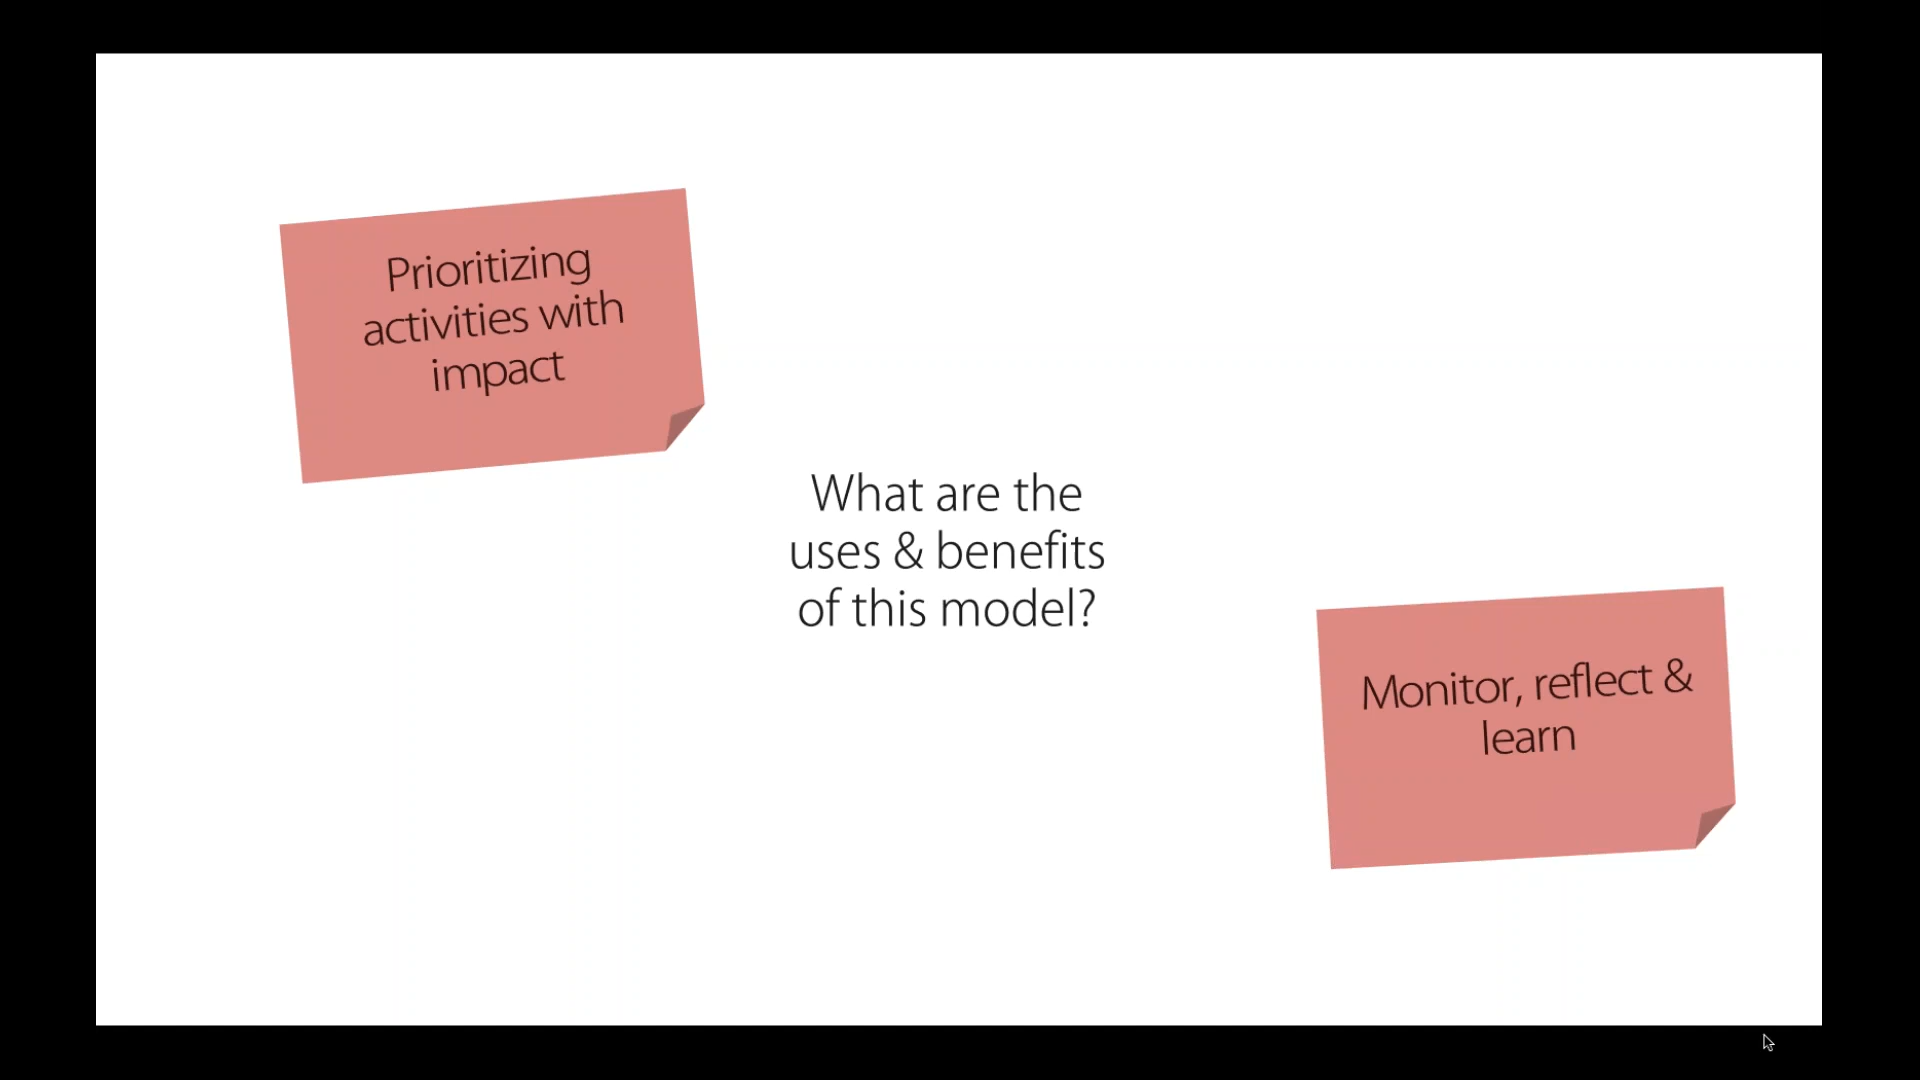 Prioritizing
activities with
impact
What are the
uses & benefits
of this model?
Monitor, reflect &
learn